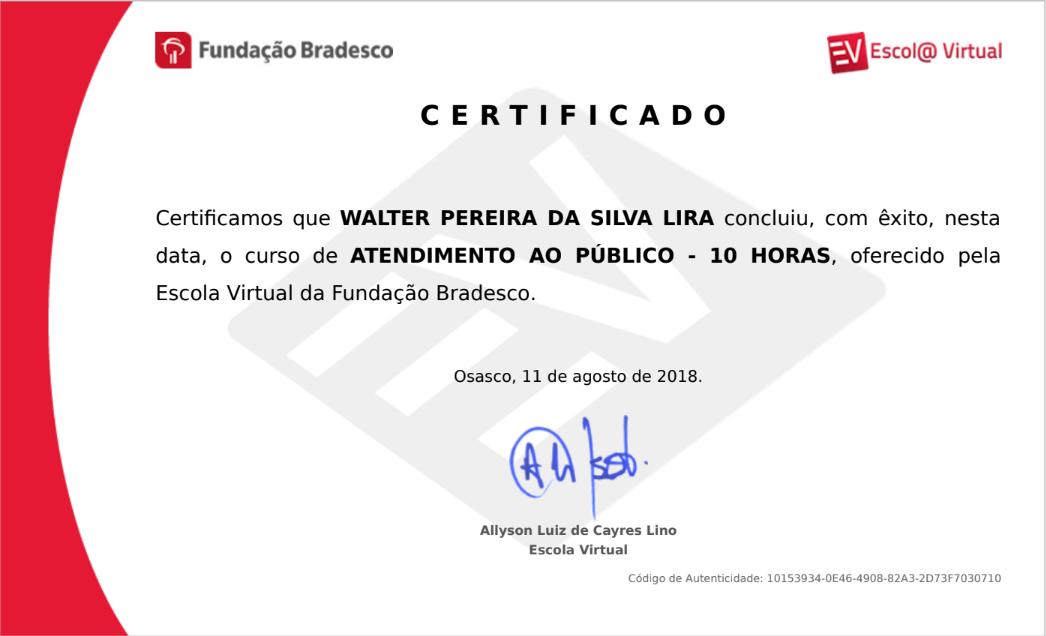 Fundação Bradesco
EV Escol@ Virtual
CERTIFICADO
Certificamos que WALTER PEREIRA DA SILVA LIRA concluiu, com êxito, nesta
data, o curso de ATENDIMENTO AO PÚBLICO - 10 HORAS, oferecido pela
Escola Virtual da Fundação Bradesco.
Osasco, 11 de agosto de 2018.
Allyson Luiz de Cayres Lino
Escola Virtual
Código de Autenticidade: 10153934-0E46-4908-82A3-2D73F7030710